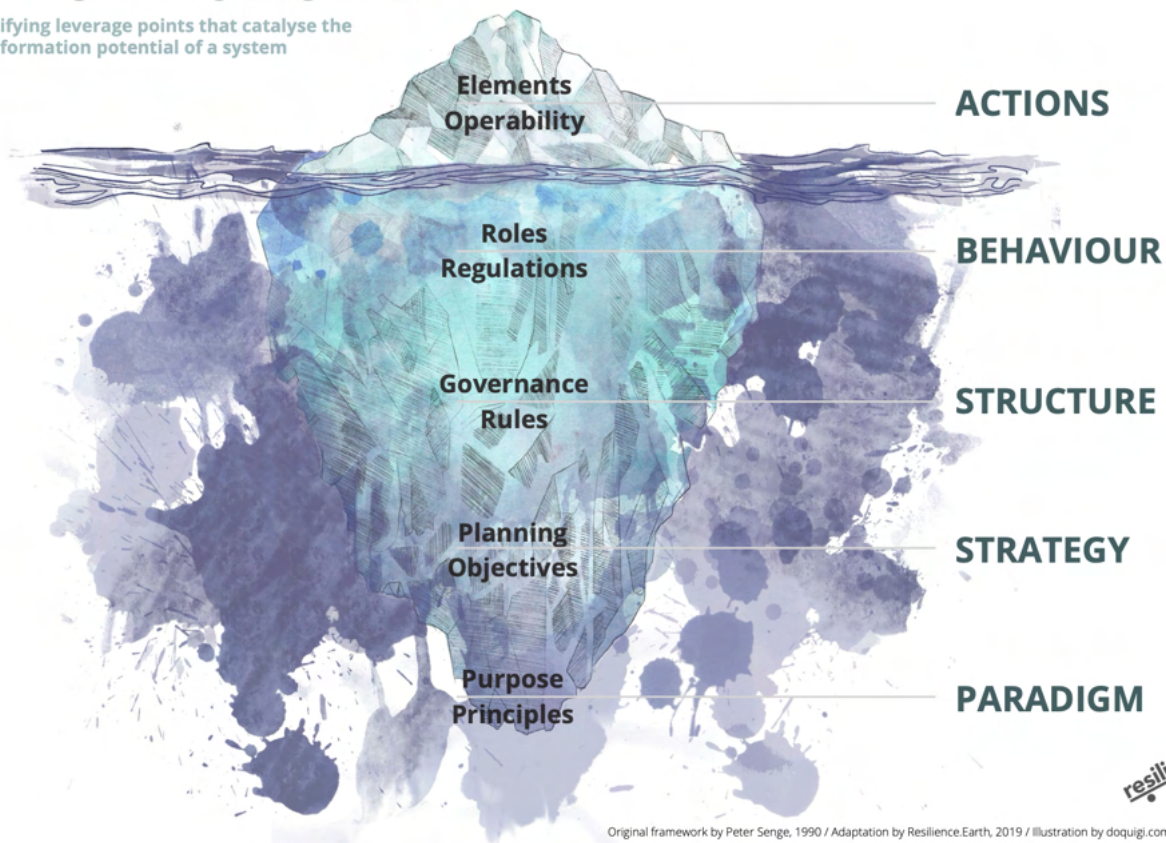 ifying leverage points that catalyse the
formation potential of a system
Elements
Operability
ACTIONS
Roles
Regulations
BEHAVIOUR
Governance
Rules
STRUCTURE
Planning
Objectives
STRATEGY
Purpose
Principles
PARADIGM
resili
Original framework by Peter Senge, 1990 / Adaptation by Resilience.Earth, 2019 / Illustration by doquigi.com